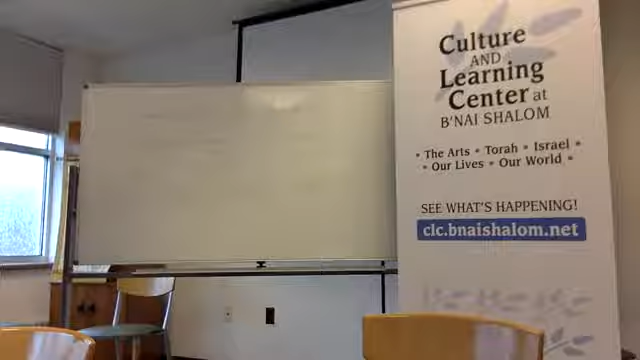 Culture
AND
Learning
Center at
B'NAI SHALOM
• The Arts • Torah • Israel •
• Our Lives • Our World •
SEE WHAT'S HAPPENING!
clc.bnaishalom.net